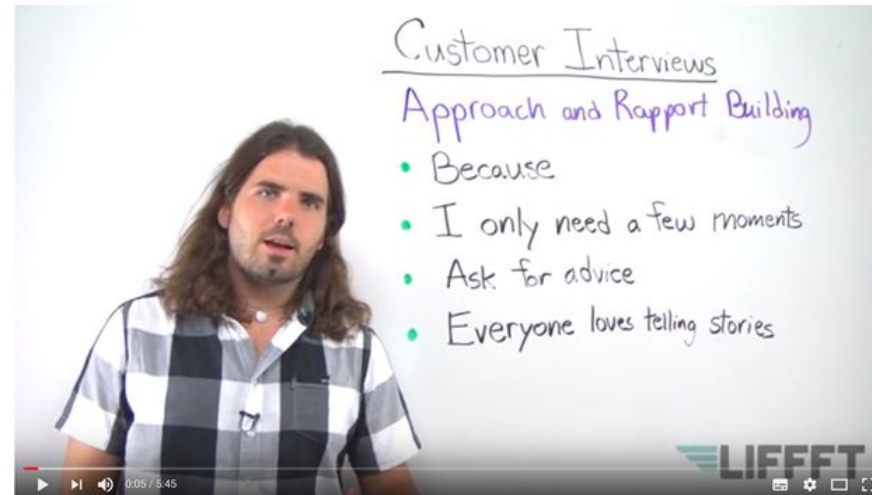 Customer Interviews
Approach and Rapport Building
• Because
• I only need a few moments
• Ask for advice
• Everyone loves telling stories
LIFFFT
0:05 / 5:45